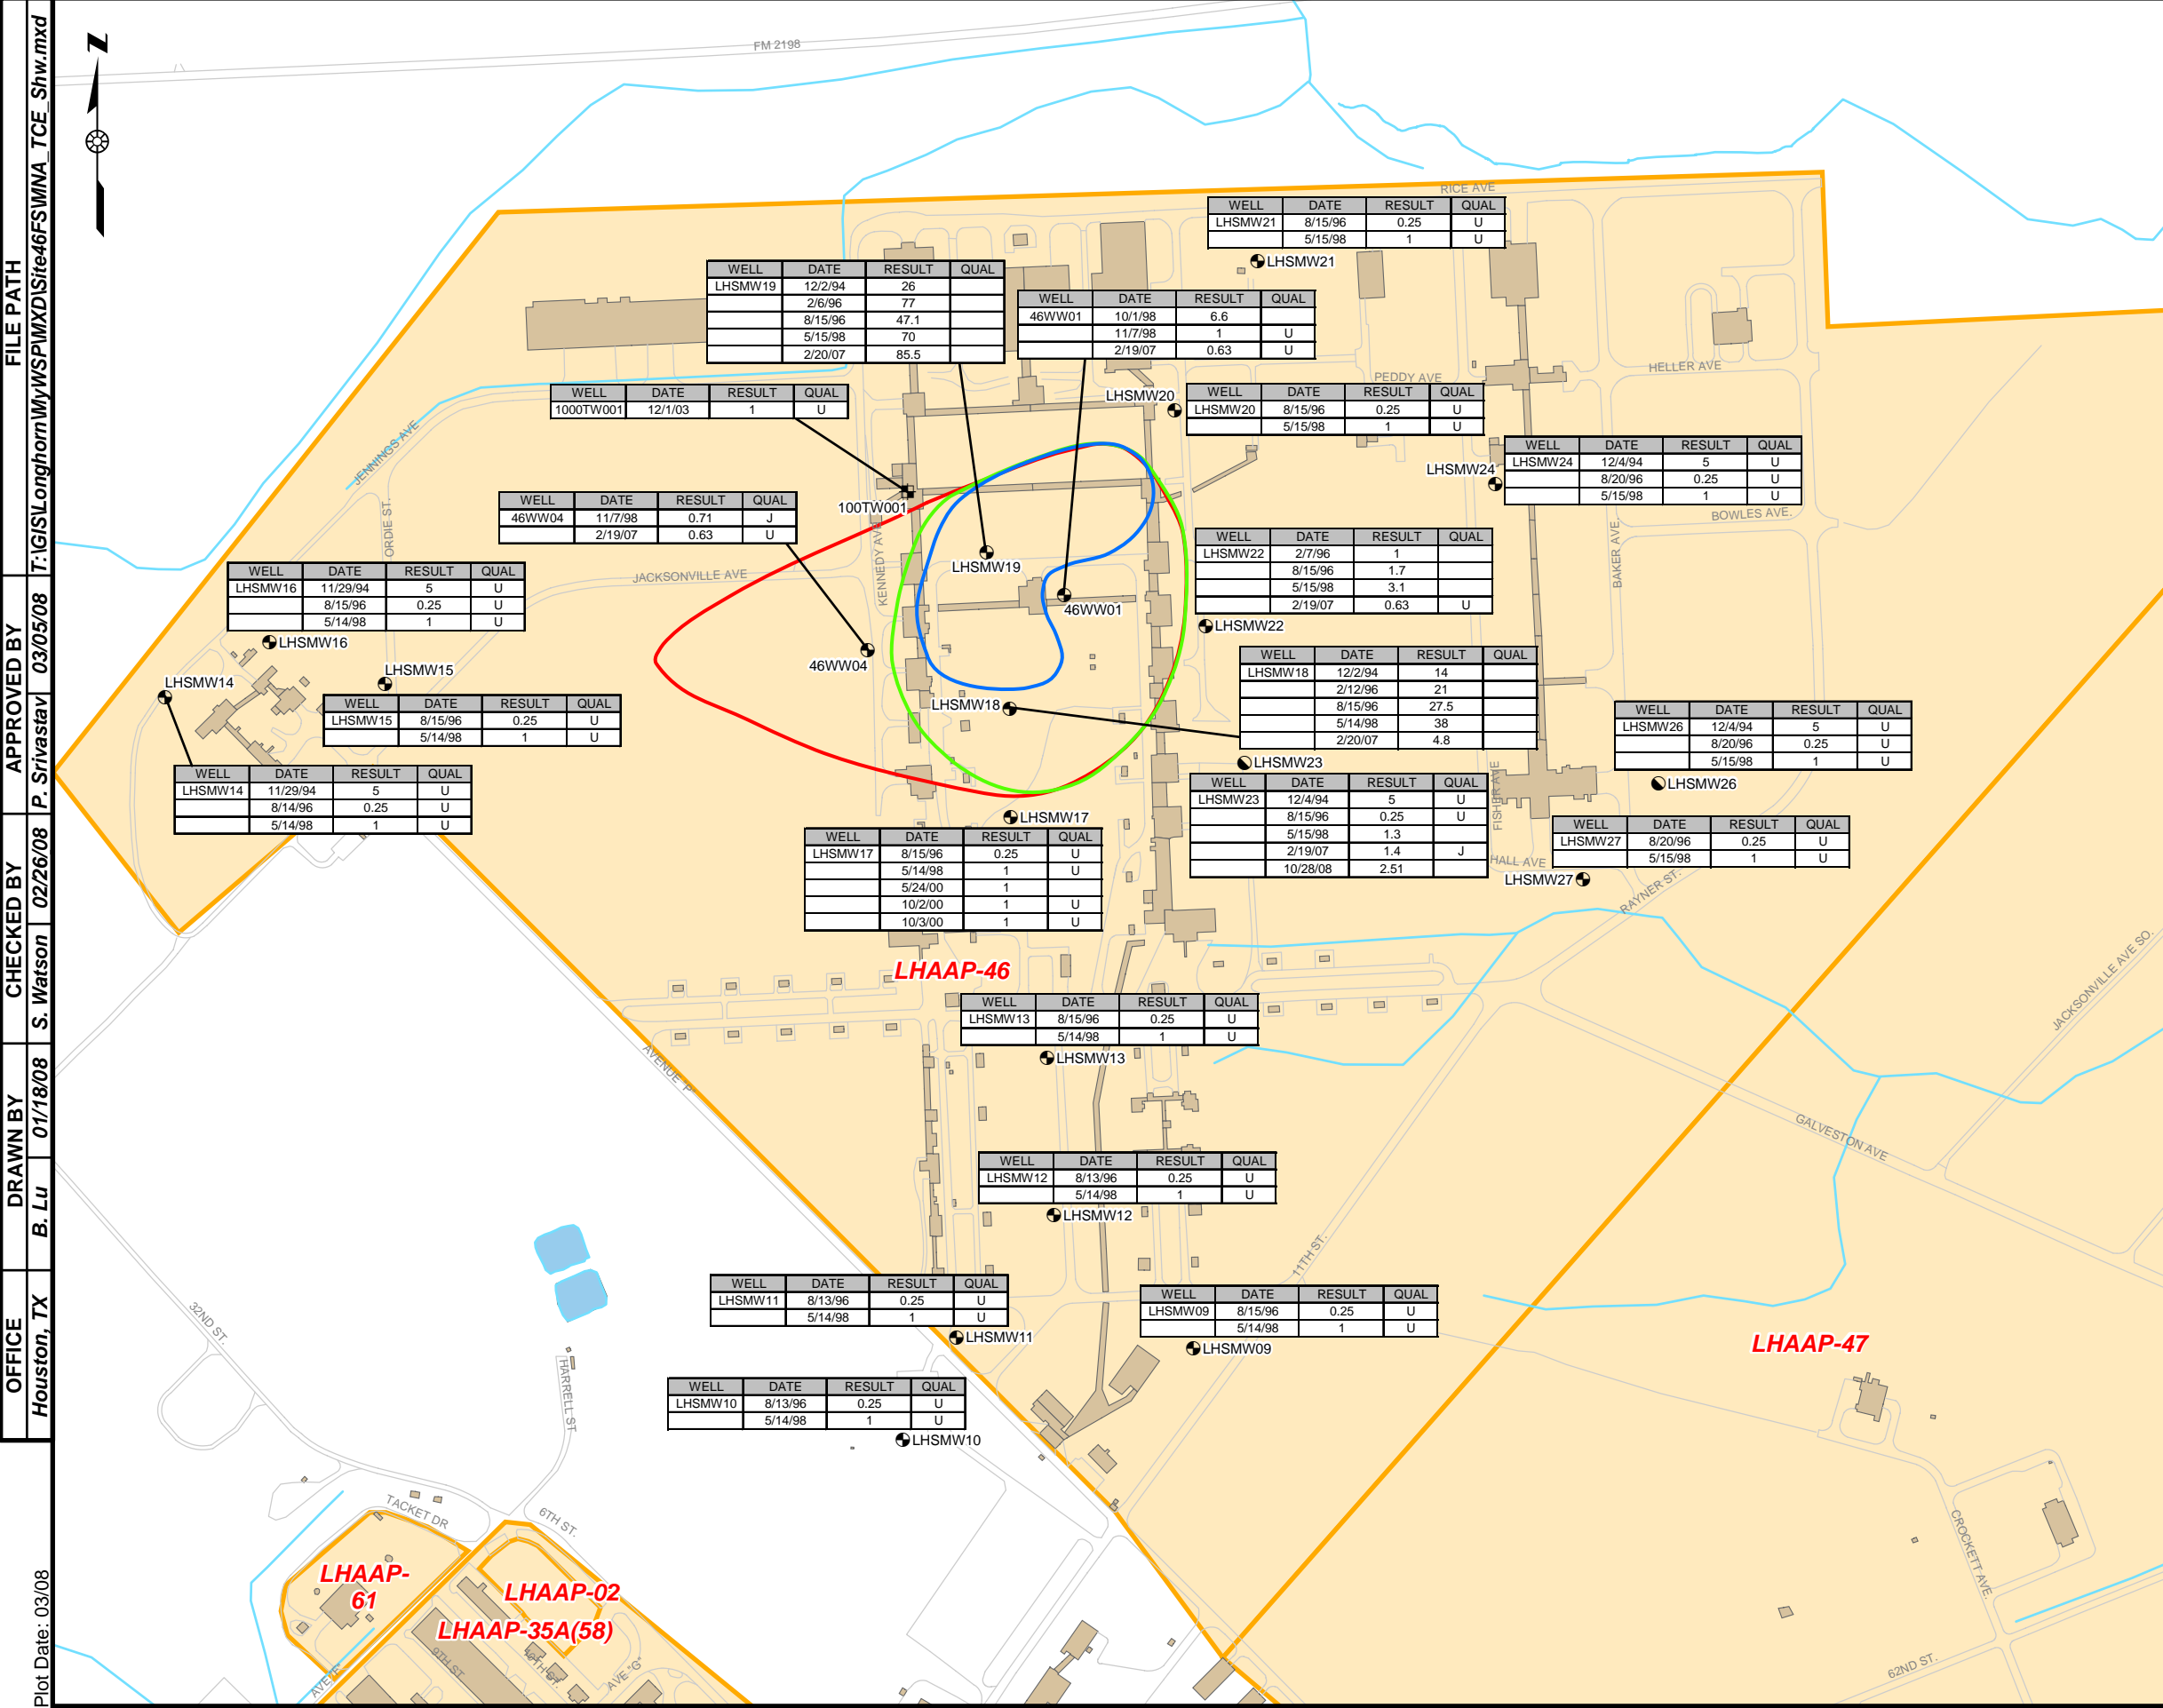 FILE PATH
T:\GIS\Longhorn\MyWSP\MXD\Site46FSWMNA_TCE_Shw.mxd
APPROVED BY
P. Srivastav 03/05/08
CHECKED BY
S. Watson 02/26/08
DRAWN BY
B. Lu 01/18/08
OFFICE
Houston, TX
Plot Date: 03/08
N
FM 2198
RICE AVE
WELL DATE RESULT QUAL
LHSMW21 8/15/96 0.25 U
5/15/98 1 U
LHSMW21
WELL DATE RESULT QUAL
LHSMW19 12/2/94 26
2/6/96 77
8/15/96 47.1
5/15/98 70
2/20/07 85.5
WELL DATE RESULT QUAL
46WW01 10/1/98 6.6
11/7/98 1 U
2/19/07 0.63 U
HELLER AVE
PEDDY AVE
WELL DATE RESULT QUAL
1000TW001 12/1/03 1 U
LHSMW20
WELL DATE RESULT QUAL
LHSMW20 8/15/96 0.25 U
5/15/98 1 U
JENNINGS AVE
WELL DATE RESULT QUAL
LHSMW24 12/4/94 5 U
8/20/96 0.25 U
5/15/98 1 U
LHSMW24
BOWLES AVE.
WELL DATE RESULT QUAL
46WW04 11/7/98 0.71 J
2/19/07 0.63 U
100TW001
ORDIE ST.
KENNEDY AVE
BAKER AVE.
WELL DATE RESULT QUAL
LHSMW22 2/7/96 1
8/15/96 1.7
5/15/98 3.1
2/19/07 0.63 U
LHSMW22
LHSMW19
JACKSONVILLE AVE
46WW01
WELL DATE RESULT QUAL
LHSMW16 11/29/94 5 U
8/15/96 0.25 U
5/14/98 1 U
LHSMW16
46WW04
LHSMW15
LHSMW14
WELL DATE RESULT QUAL
LHSMW18 12/2/94 14
2/12/96 21
8/15/96 27.5
5/14/98 38
2/20/07 4.8
LHSMW18
WELL DATE RESULT QUAL
LHSMW15 8/15/96 0.25 U
5/14/98 1 U
WELL DATE RESULT QUAL
LHSMW26 12/4/94 5 U
8/20/96 0.25 U
5/15/98 1 U
LHSMW26
LHSMW23
WELL DATE RESULT QUAL
LHSMW14 11/29/94 5 U
8/14/96 0.25 U
5/14/98 1 U
WELL DATE RESULT QUAL
LHSMW23 12/4/94 5 U
8/15/96 0.25 U
5/15/98 1.3
2/19/07 1.4 J
10/28/08 2.51
FISHER AVE
HALL AVE
LHSMW17
WELL DATE RESULT QUAL
LHSMW17 8/15/96 0.25 U
5/14/98 1 U
5/24/00 1
10/2/00 1 U
10/3/00 1 U
WELL DATE RESULT QUAL
LHSMW27 8/20/96 0.25 U
5/15/98 1 U
LHSMW27
RAYNER ST.
LHAAP-46
JACKSONVILLE AVE SO.
WELL DATE RESULT QUAL
LHSMW13 8/15/96 0.25 U
5/14/98 1 U
LHSMW13
AVENUE "P"
GALVESTON AVE
WELL DATE RESULT QUAL
LHSMW12 8/13/96 0.25 U
5/14/98 1 U
LHSMW12
11TH ST.
WELL DATE RESULT QUAL
LHSMW11 8/13/96 0.25 U
5/14/98 1 U
LHSMW11
WELL DATE RESULT QUAL
LHSMW09 8/15/96 0.25 U
5/14/98 1 U
LHSMW09
32ND ST.
LHAAP-47
HARRELL ST
WELL DATE RESULT QUAL
LHSMW10 8/13/96 0.25 U
5/14/98 1 U
LHSMW10
TACKET DR
6TH ST.
CROCKETT AVE.
LHAAP-
61
LHAAP-02
LHAAP-35A(58)
8TH ST.
AVE "G"
62ND ST.